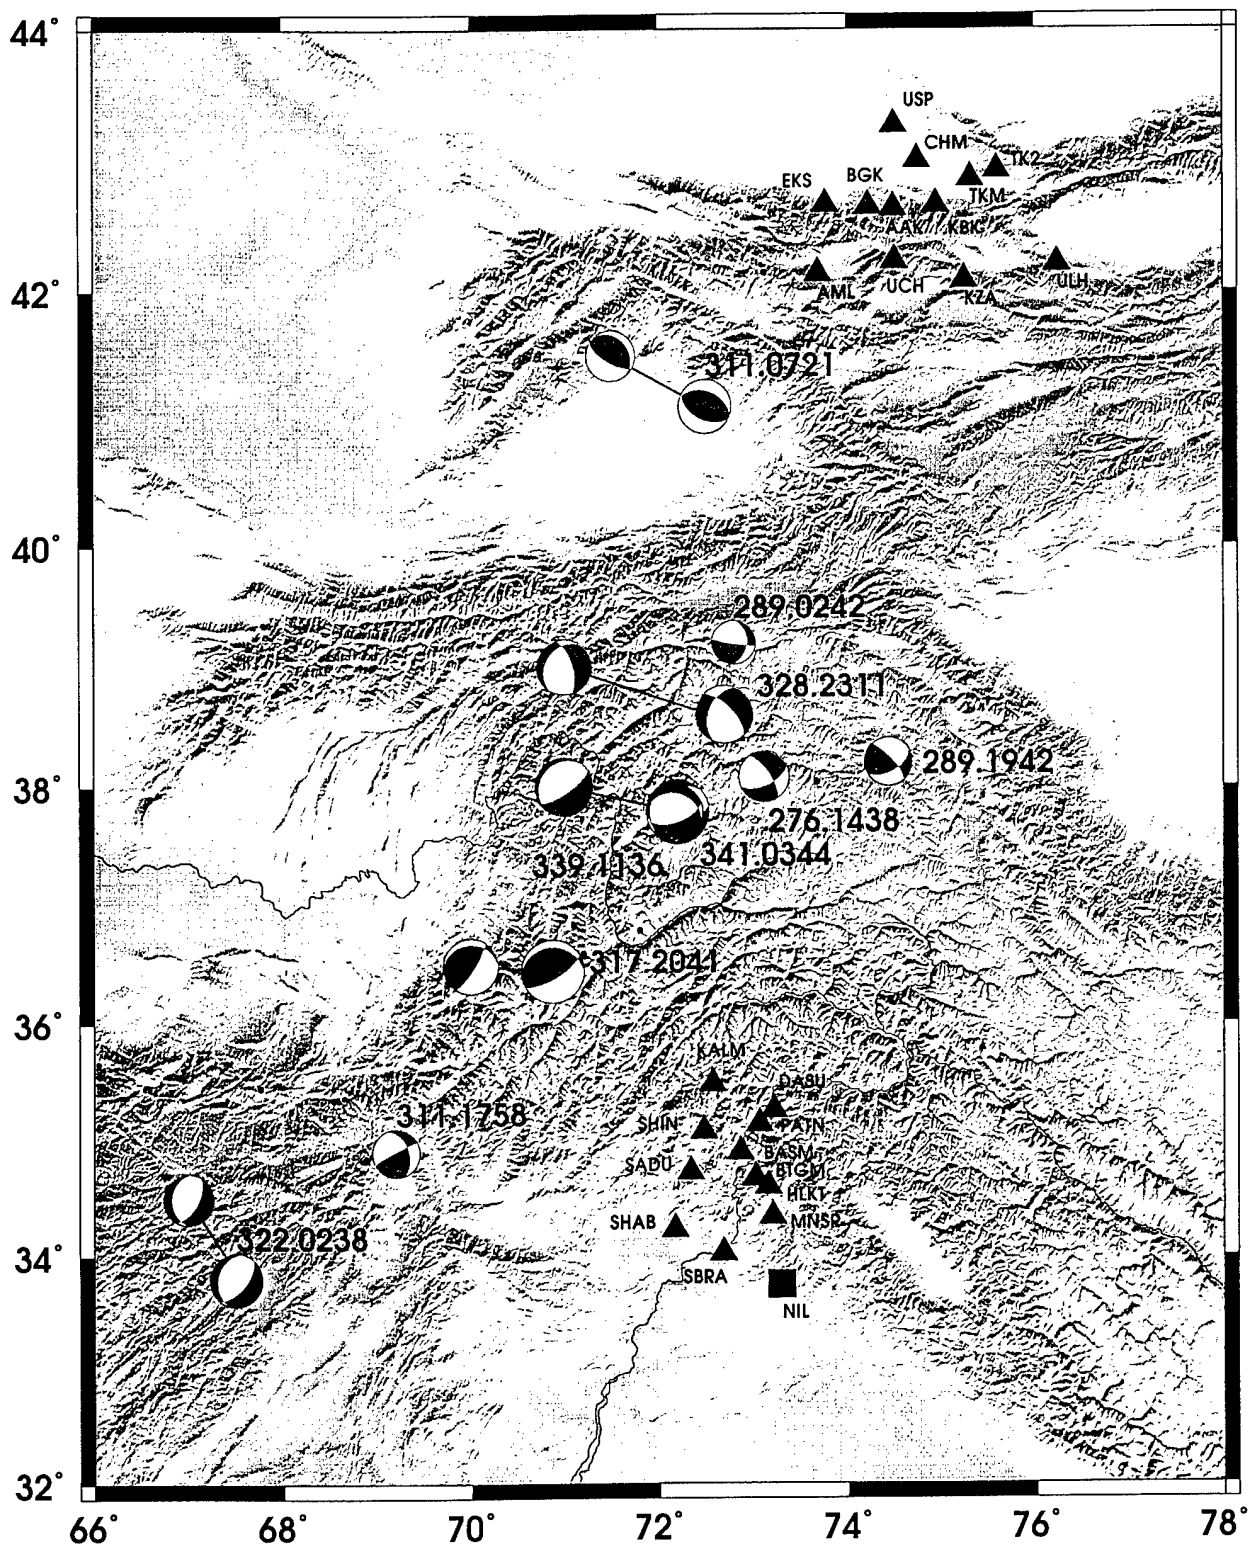 44°
USP
CHM
TK2
EKS
BGK
TKM
AAK
KBK
42°
AML
UCH
KZA
ULH
311.0721
40°
289.0242
328.2311
289.1942
38°
276.1438
341.0344
339.1136
317.2041
36°
KALM
DASU
311.1758
SHIN
PATN
BASM
SADU
BTGM
HLKT
SHAB
MNSR
322.0238
34°
SBRA
NIL
32°
66°
68°
70°
72°
74°
76°
78°